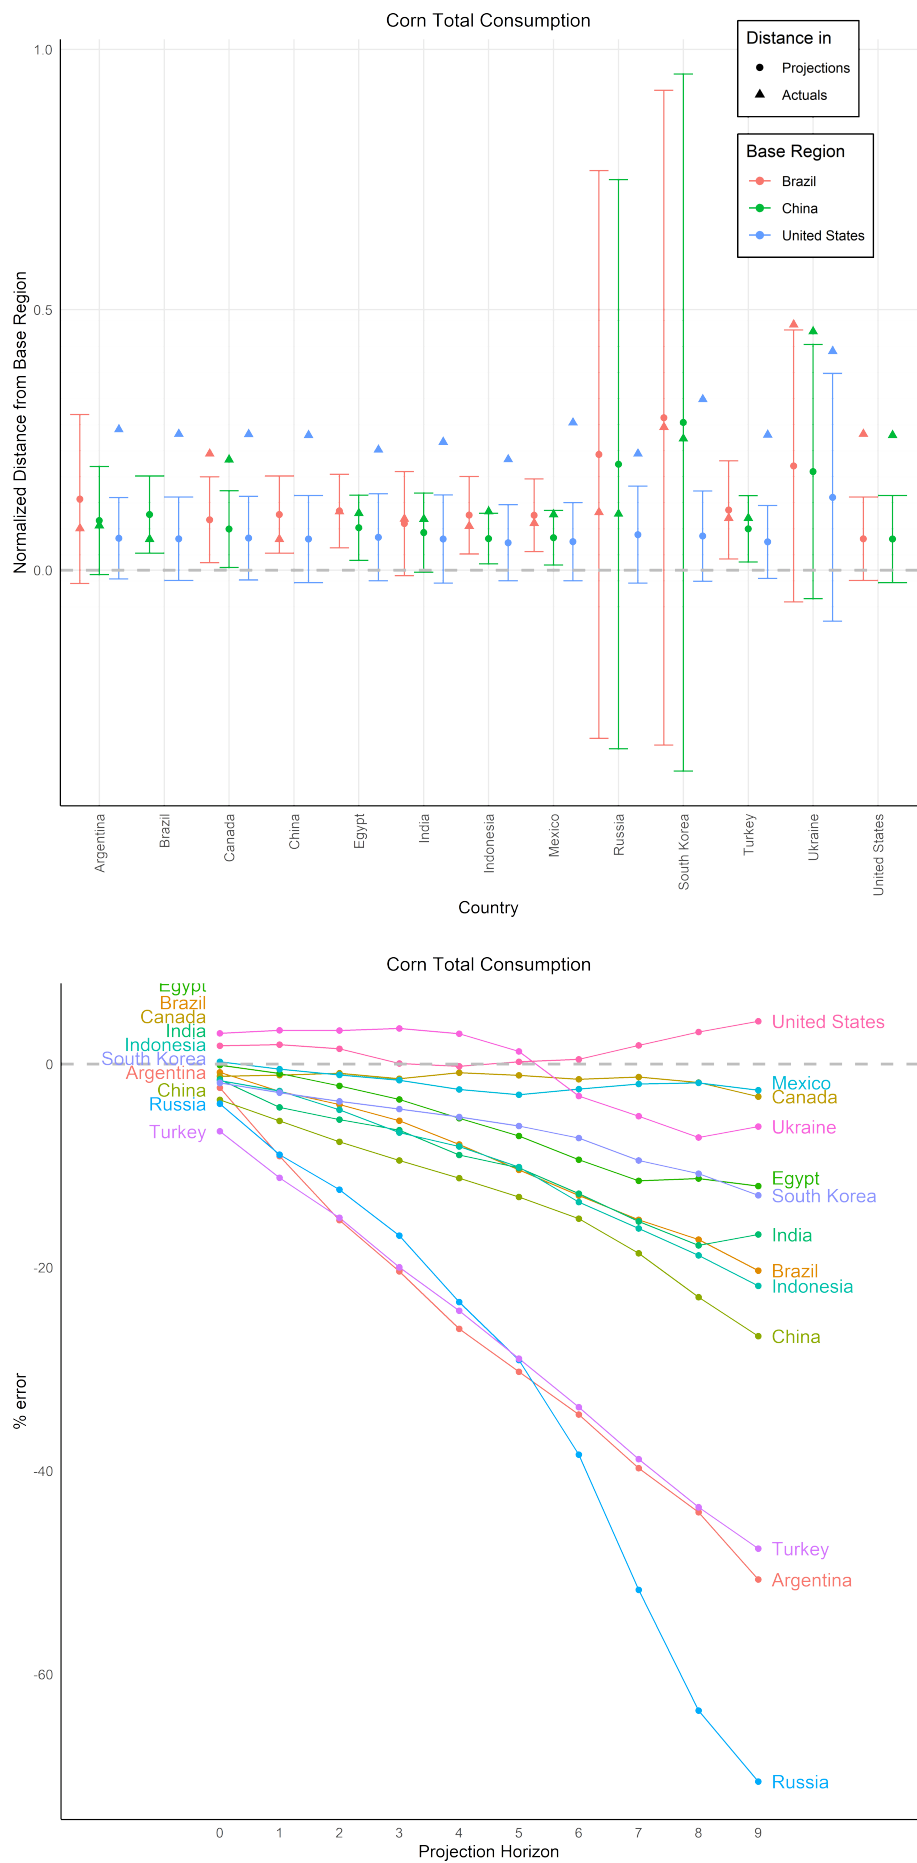 Corn Total Consumption
Distance in
Projections
Actuals
Base Region
Brazil
China
United States
Normalized Distance from Base Region
1.0
0.5
0.0
Argentina
Brazil
Canada
China
Egypt
India
Indonesia
Mexico
Russia
South Korea
Turkey
Ukraine
United States
Country
Corn Total Consumption
Egypt
Brazil
Canada
India
Indonesia
South Korea
Argentina
China
Russia
Turkey
United States
Mexico
Canada
Ukraine
Egypt
South Korea
India
Brazil
Indonesia
China
Turkey
Argentina
Russia
% error
0
-20
-40
-60
0 1 2 3 4 5 6 7 8 9
Projection Horizon